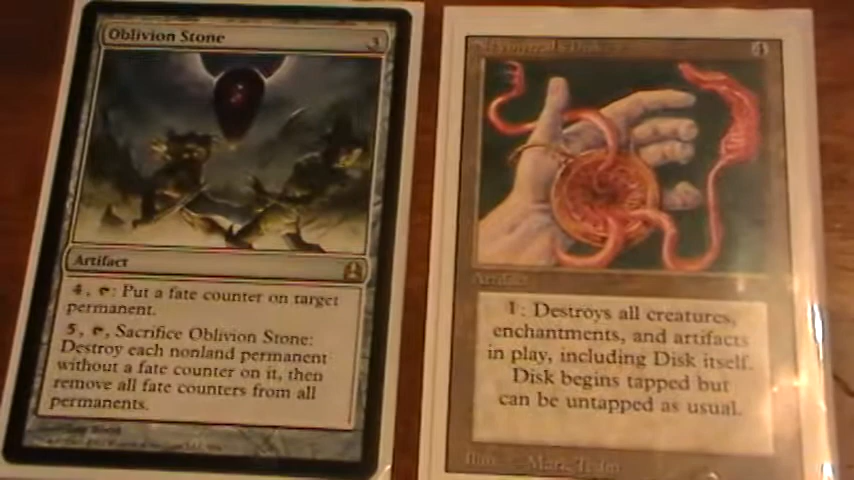 Oblivion Stone 3
Artifact
4, T: Put a fate counter on target
permanent.
5, T, Sacrifice Oblivion Stone:
Destroy each nonland permanent
without a fate counter on it, then
remove all fate counters from all
permanents.
4
Artifact
1: Destroys all creatures,
enchantments, and artifacts
in play, including Disk itself.
Disk begins tapped but
can be untapped as usual.
Illus. Mark Tedin